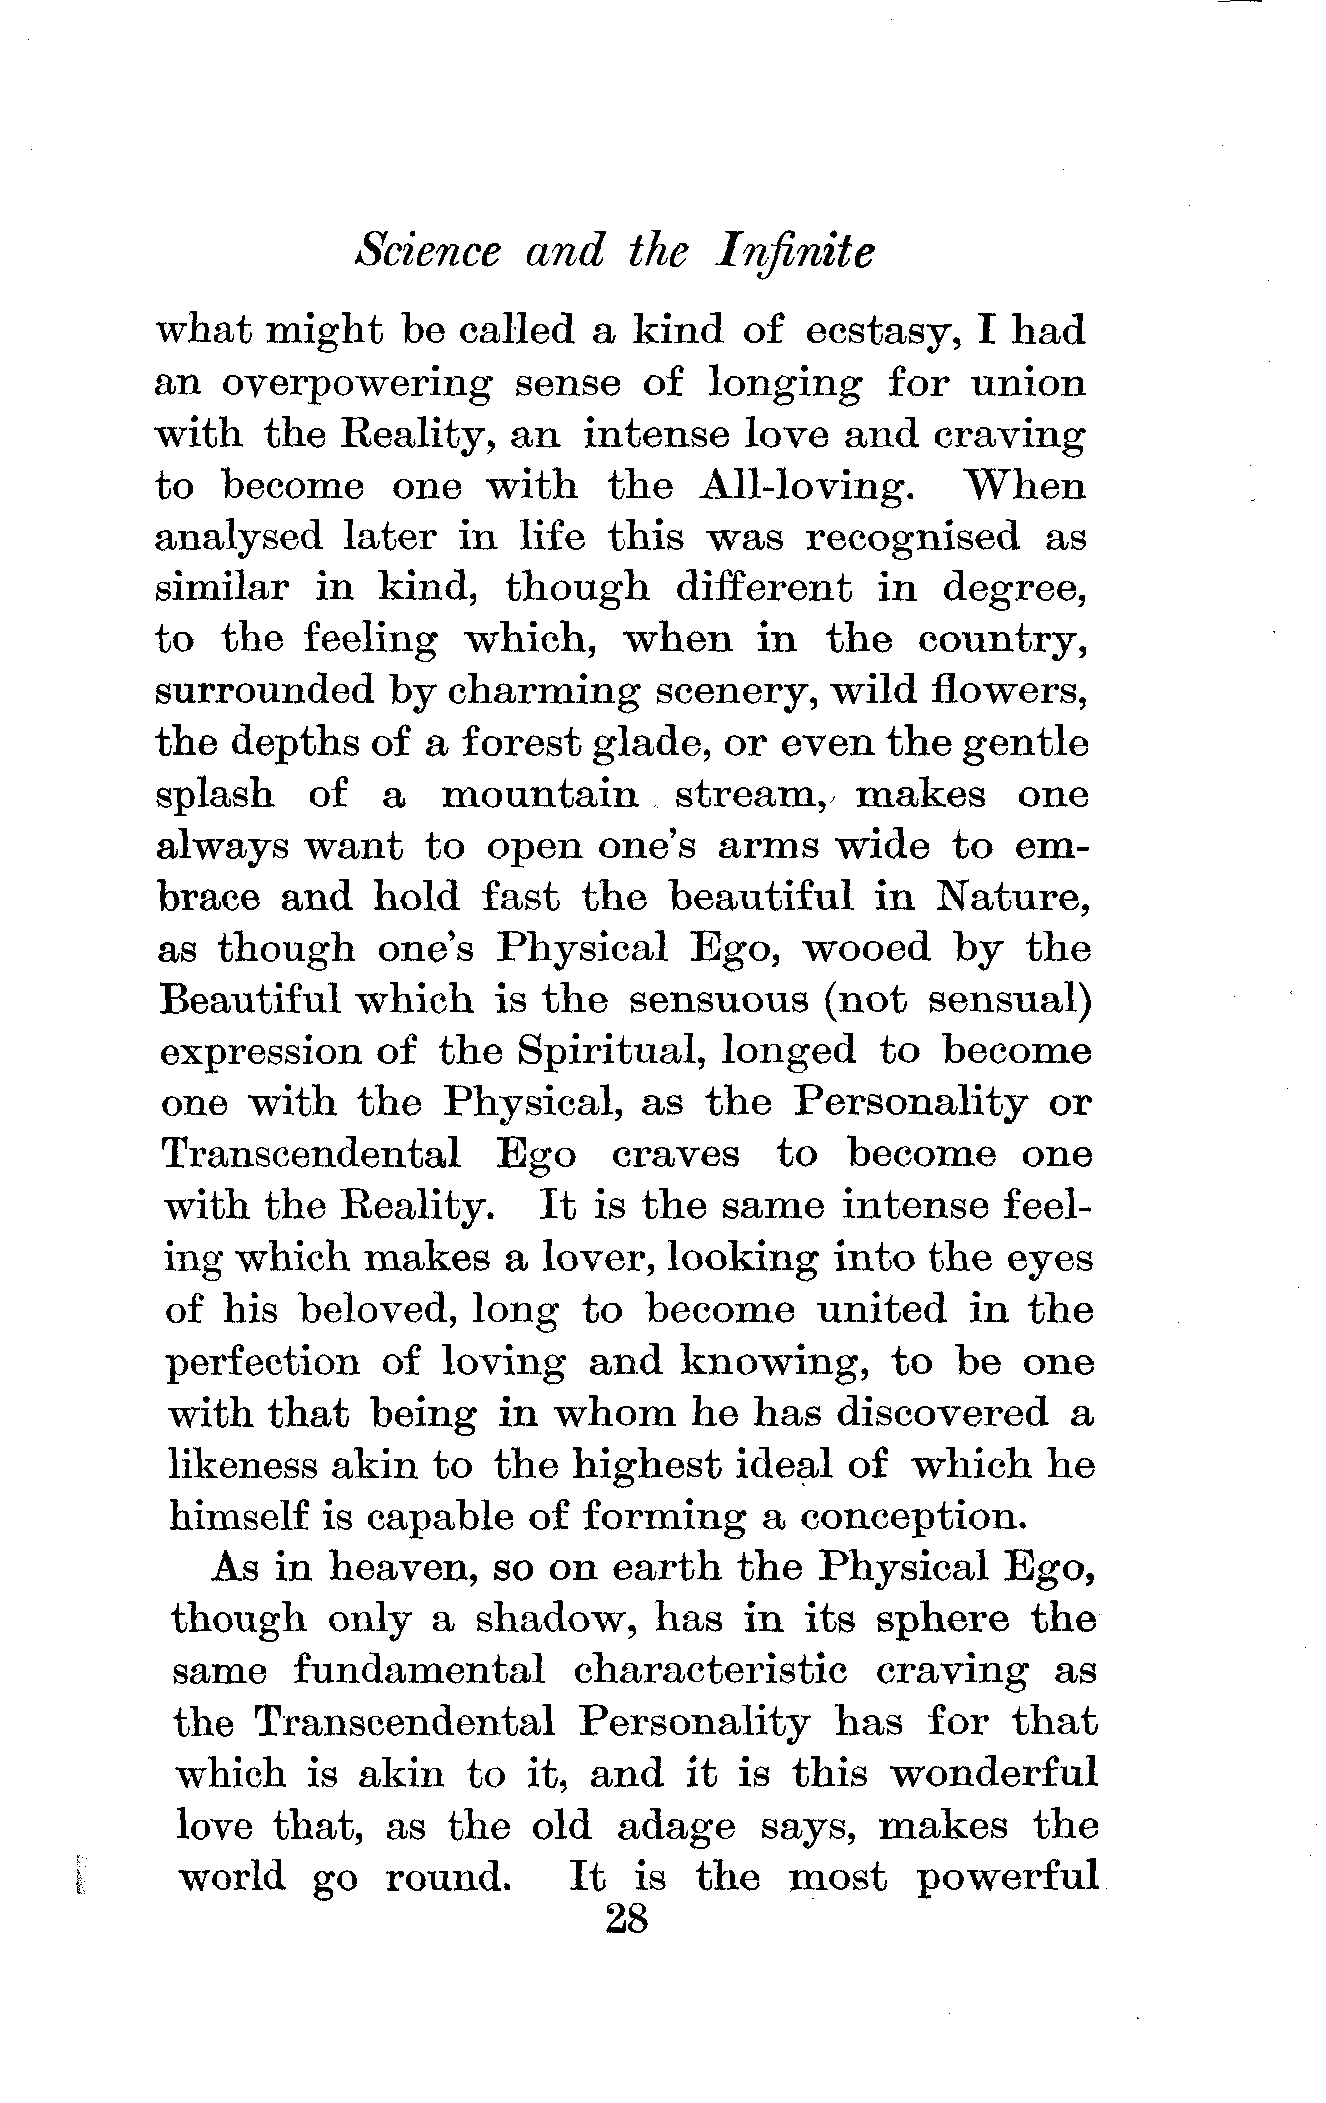 Science and the Infinite
what might be called a kind of ecstasy, I had
an overpowering sense of longing for union
with the Reality, an intense love and craving
to become one with the All-loving. When
analysed later in life this was recognised as
similar in kind, though different in degree,
to the feeling which, when in the country,
surrounded by charming scenery, wild flowers,
the depths of a forest glade, or even the gentle
splash of a mountain stream, makes one
always want to open one's arms wide to em-
brace and hold fast the beautiful in Nature,
as though one's Physical Ego, wooed by the
Beautiful which is the sensuous (not sensual)
expression of the Spiritual, longed to become
one with the Physical, as the Personality or
Transcendental Ego craves to become one
with the Reality. It is the same intense feel-
ing which makes a lover, looking into the eyes
of his beloved, long to become united in the
perfection of loving and knowing, to be one
with that being in whom he has discovered a
likeness akin to the highest ideal of which he
himself is capable of forming a conception.
As in heaven, so on earth the Physical Ego,
though only a shadow, has in its sphere the
same fundamental characteristic craving as
the Transcendental Personality has for that
which is akin to it, and it is this wonderful
love that, as the old adage says, makes the
world go round. It is the most powerful
28